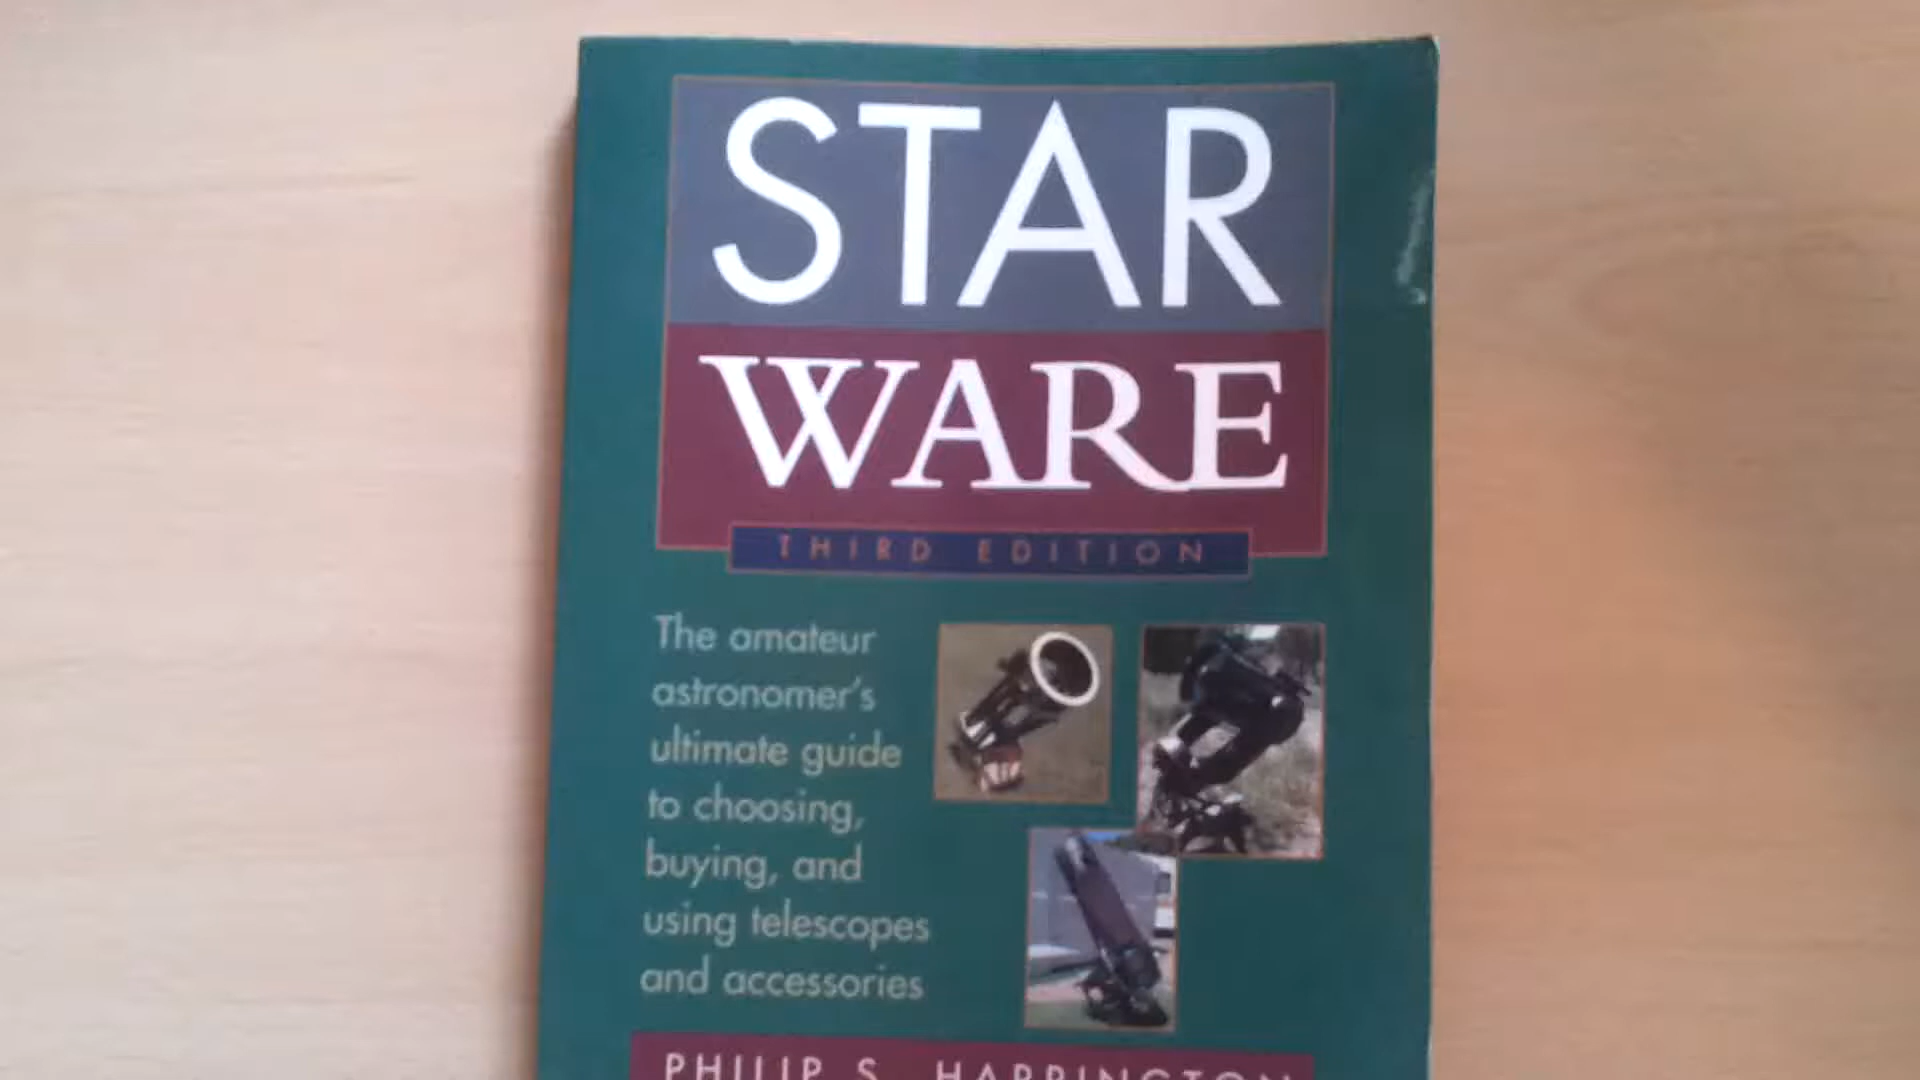 STAR
WARE
THIRD EDITION
The amateur
astronomer's
ultimate guide
to choosing,
buying, and
using telescopes
and accessories
PHILIP S. HARRINGTON